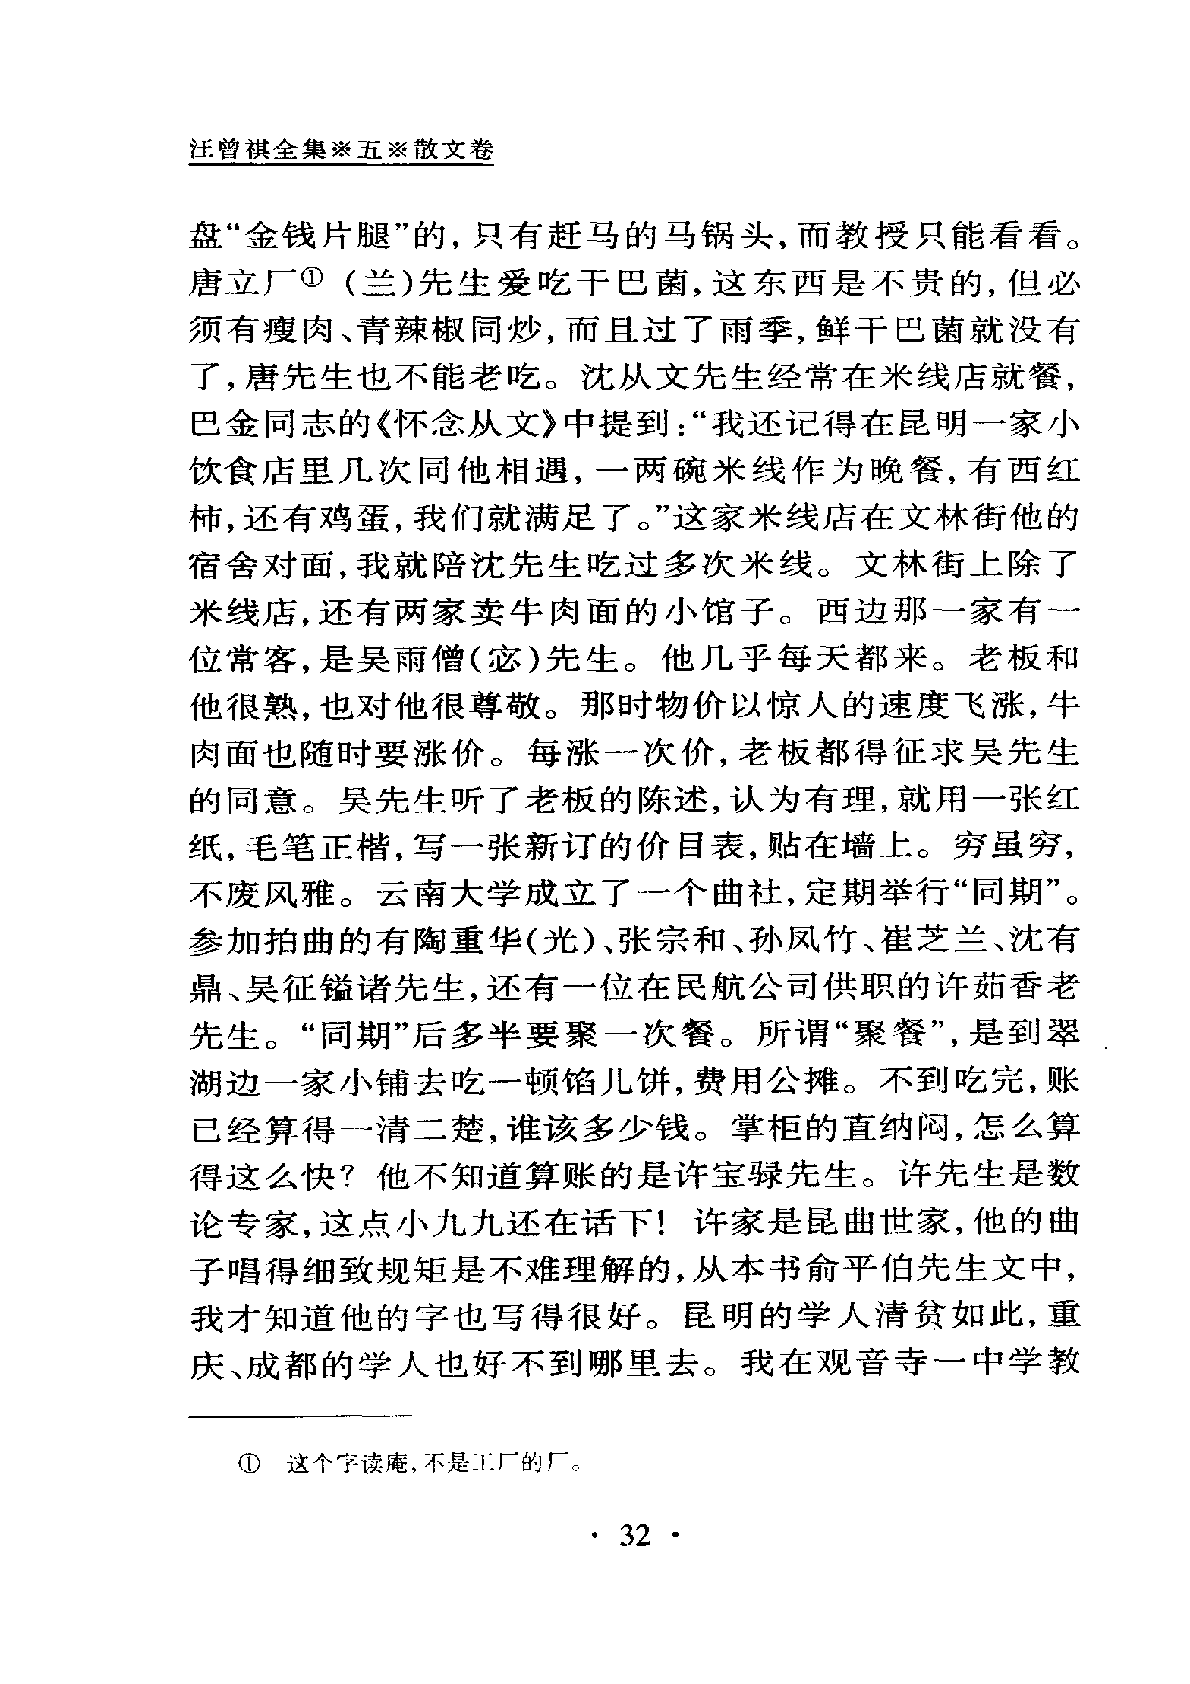 汪曾祺全集※五※散文卷
盘“金钱片腿”的,只有赶马的马锅头,而教授只能看看。
唐立厂①(兰)先生爱吃干巴菌,这东西是不贵的,但必
须有瘦肉、青辣椒同炒,而且过了雨季,鲜干巴菌就没有
了,唐先生也不能老吃。沈从文先生经常在米线店就餐,
巴金同志的《怀念从文》中提到:“我还记得在昆明一家小
饮食店里几次同他相遇,一两碗米线作为晚餐,有西红
柿,还有鸡蛋,我们就满足了。”这家米线店在文林街他的
宿舍对面,我就陪沈先生吃过多次米线。文林街上除了
米线店,还有两家卖牛肉面的小馆子。西边那一家有一
位常客,是吴雨僧(宓)先生。他几乎每天都来。老板和
他很熟,也对他很尊敬。那时物价以惊人的速度飞涨,牛
肉面也随时要涨价。每涨一次价,老板都得征求吴先生
的同意。吴先生听了老板的陈述,认为有理,就用一张红
纸,毛笔正楷,写一张新订的价目表,贴在墙上。穷虽穷,
不废风雅。云南大学成立了一个曲社,定期举行“同期”。
参加拍曲的有陶重华(光)、张宗和、孙凤竹、崔芝兰、沈有
鼎、吴征镒诸先生,还有一位在民航公司供职的许茹香老
先生。“同期”后多半要聚一次餐。所谓“聚餐”,是到翠
湖边一家小铺去吃一顿馅儿饼,费用公摊。不到吃完,账
已经算得一清二楚,谁该多少钱。掌柜的直纳闷,怎么算
得这么快?他不知道算账的是许宝騄先生。许先生是数
论专家,这点小九九还在话下!许家是昆曲世家,他的曲
子唱得细致规矩是不难理解的,从本书俞平伯先生文中,
我才知道他的字也写得很好。昆明的学人清贫如此,重
庆、成都的学人也好不到哪里去。我在观音寺一中学教
① 这个字读庵,不是工厂的厂。
· 32 ·